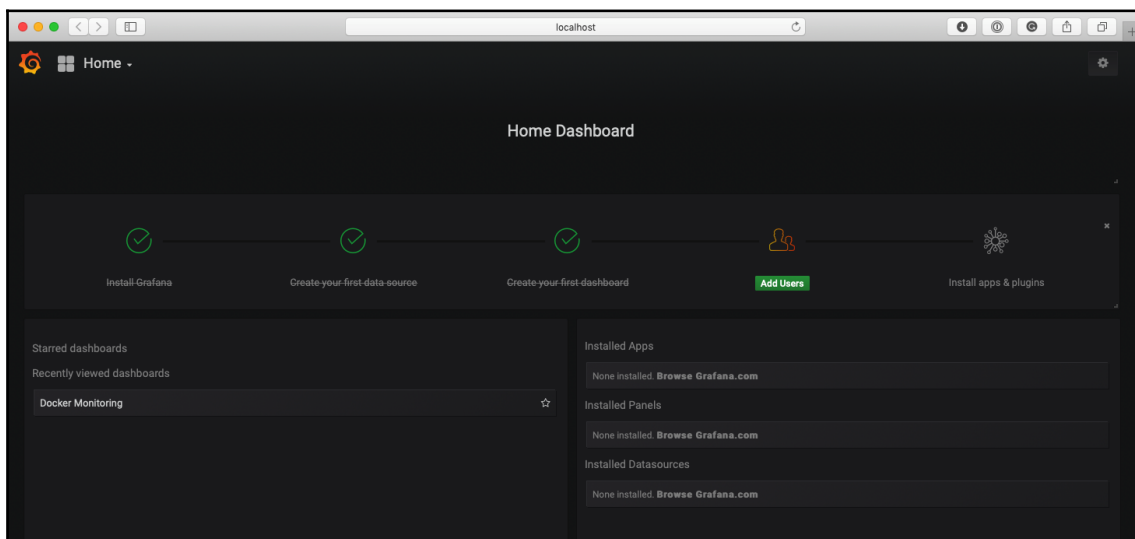 localhost
Home
Home Dashboard
Install Grafana
Create your first data source
Create your first dashboard
Add Users
Install apps & plugins
Starred dashboards
Recently viewed dashboards
Docker Monitoring
Installed Apps
None installed. Browse Grafana.com
Installed Panels
None installed. Browse Grafana.com
Installed Datasources
None installed. Browse Grafana.com